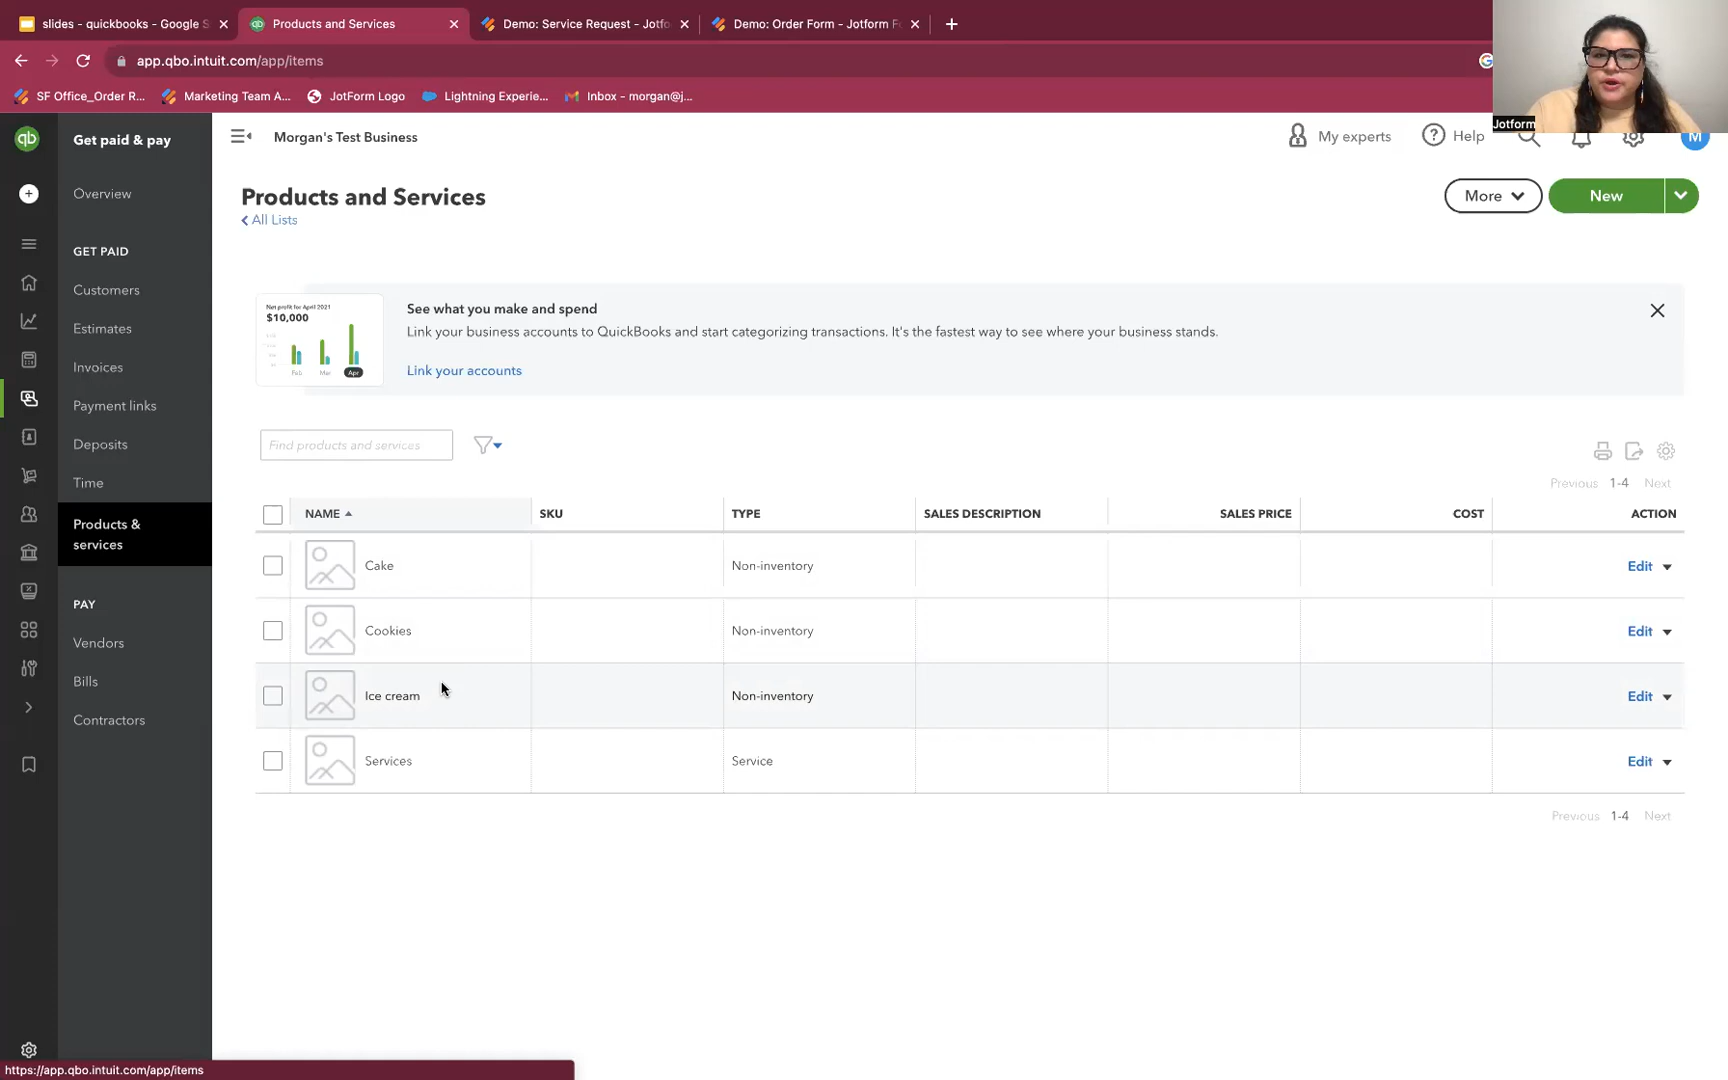 slides - quickbooks - Google S
Products and Services
Demo: Service Request - Jotfo
Demo: Order Form - Jotform Fo
app.qbo.intuit.com/app/items
SF Office_Order R...
Marketing Team A...
JotForm Logo
Lightning Experie...
Inbox - morgan@j...
Jotform
qb
Get paid & pay
Morgan's Test Business
My experts
Help
M
Overview
Products and Services
All Lists
More
New
GET PAID
Customers
Estimates
Invoices
Payment links
Deposits
Time
Products &
services
PAY
Vendors
Bills
Contractors
Net profit for April 2021
$10,000
Feb
Mar
Apr
See what you make and spend
Link your business accounts to QuickBooks and start categorizing transactions. It's the fastest way to see where your business stands.
Link your accounts
Find products and services
Previous 1-4 Next
NAME SKU TYPE SALES DESCRIPTION SALES PRICE COST ACTION
Cake Non-inventory Edit
Cookies Non-inventory Edit
Ice cream Non-inventory Edit
Services Service Edit
Previous 1-4 Next
https://app.qbo.intuit.com/app/items